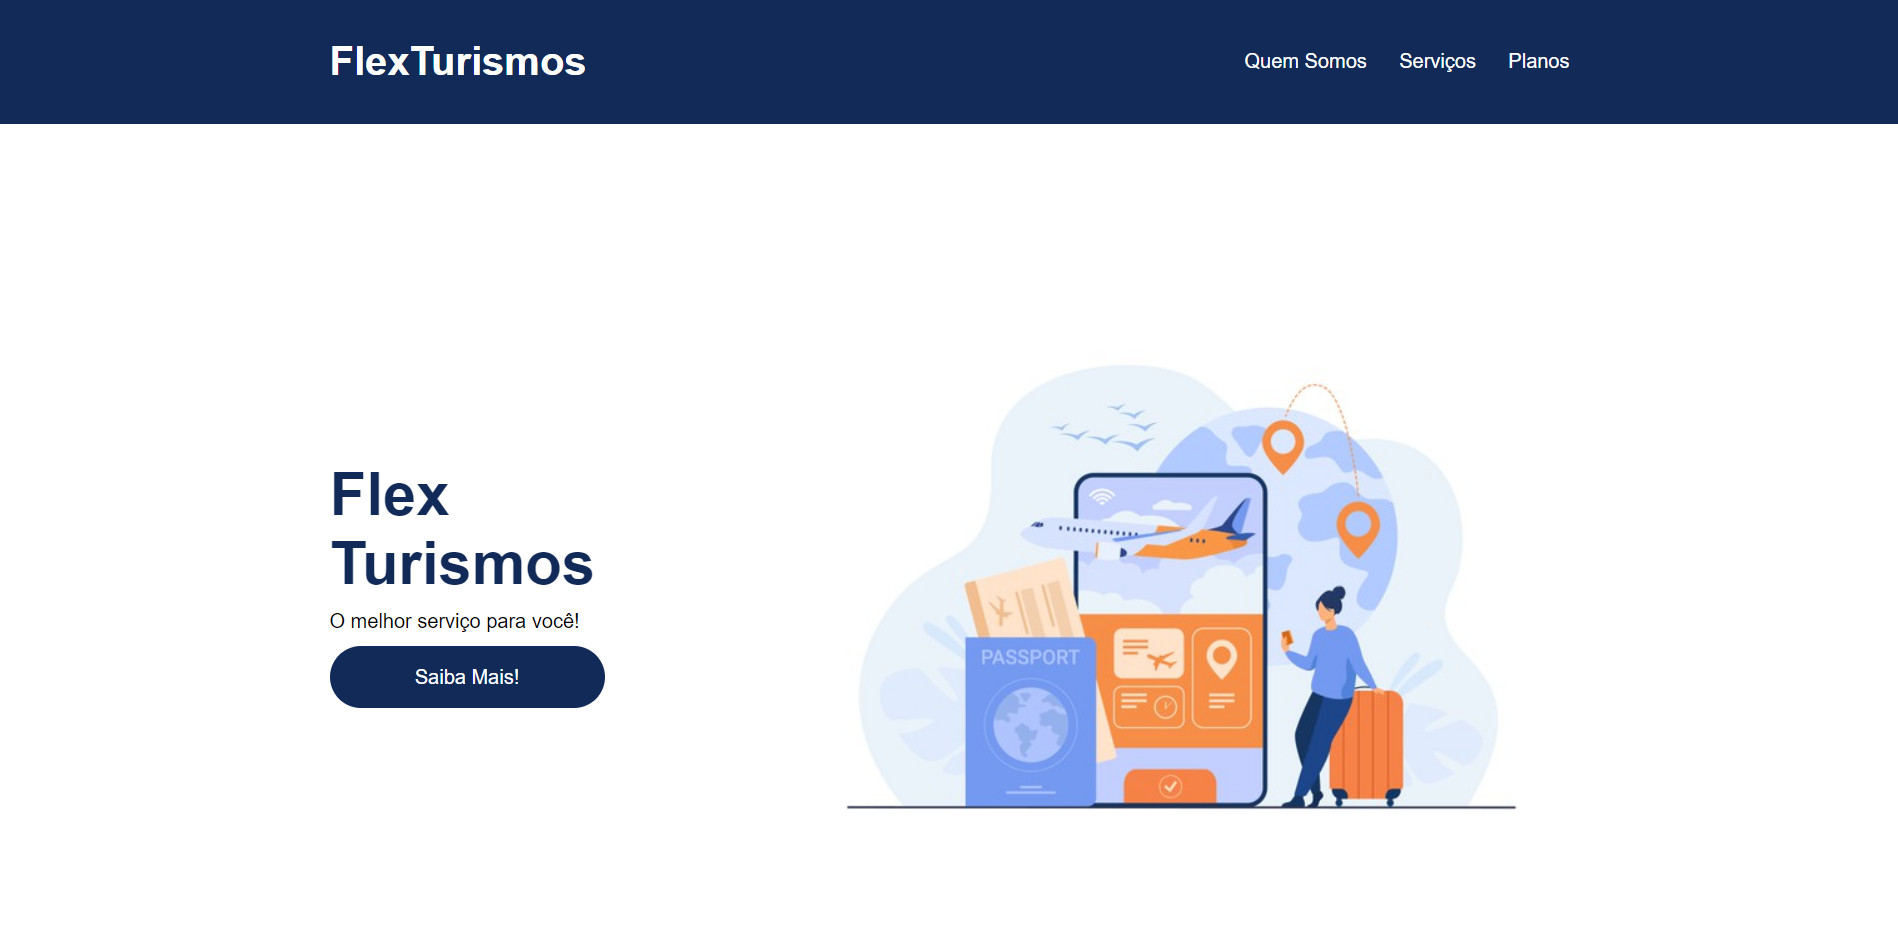 FlexTurismos
Quem Somos Serviços Planos
Flex
Turismos
O melhor serviço para você!
Saiba Mais!
PASSPORT